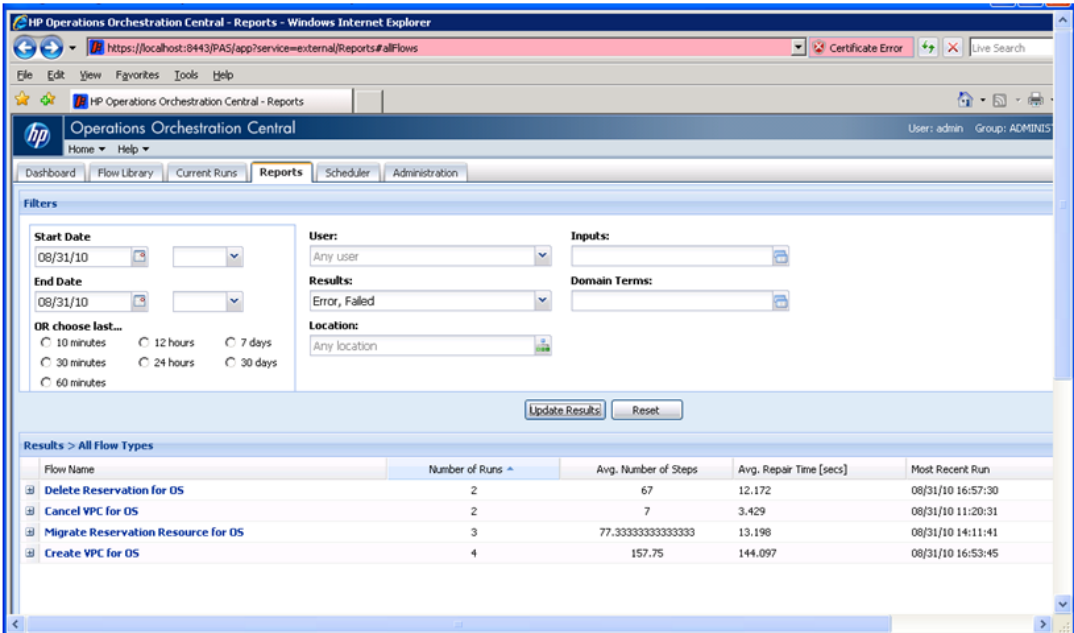 HP Operations Orchestration Central - Reports - Windows Internet Explorer
https://localhost:8443/PAS/app?service=external/Reports#allFlows Certificate Error Live Search
File Edit View Favorites Tools Help
HP Operations Orchestration Central - Reports
hp Operations Orchestration Central User: admin Group: ADMINIST
Home Help
Dashboard Flow Library Current Runs Reports Scheduler Administration
Filters
Start Date User: Inputs:
08/31/10 Any user
End Date Results: Domain Terms:
08/31/10 Error, Failed
OR choose last... Location:
10 minutes 12 hours 7 days Any location
30 minutes 24 hours 30 days
60 minutes
Update Results Reset
Results > All Flow Types
Flow Name Number of Runs Avg. Number of Steps Avg. Repair Time [secs] Most Recent Run
Delete Reservation for OS 2 67 12.172 08/31/10 16:57:30
Cancel VPC for OS 2 7 3.429 08/31/10 11:20:31
Migrate Reservation Resource for OS 3 77.33333333333333 13.198 08/31/10 14:11:41
Create VPC for OS 4 157.75 144.097 08/31/10 16:53:45